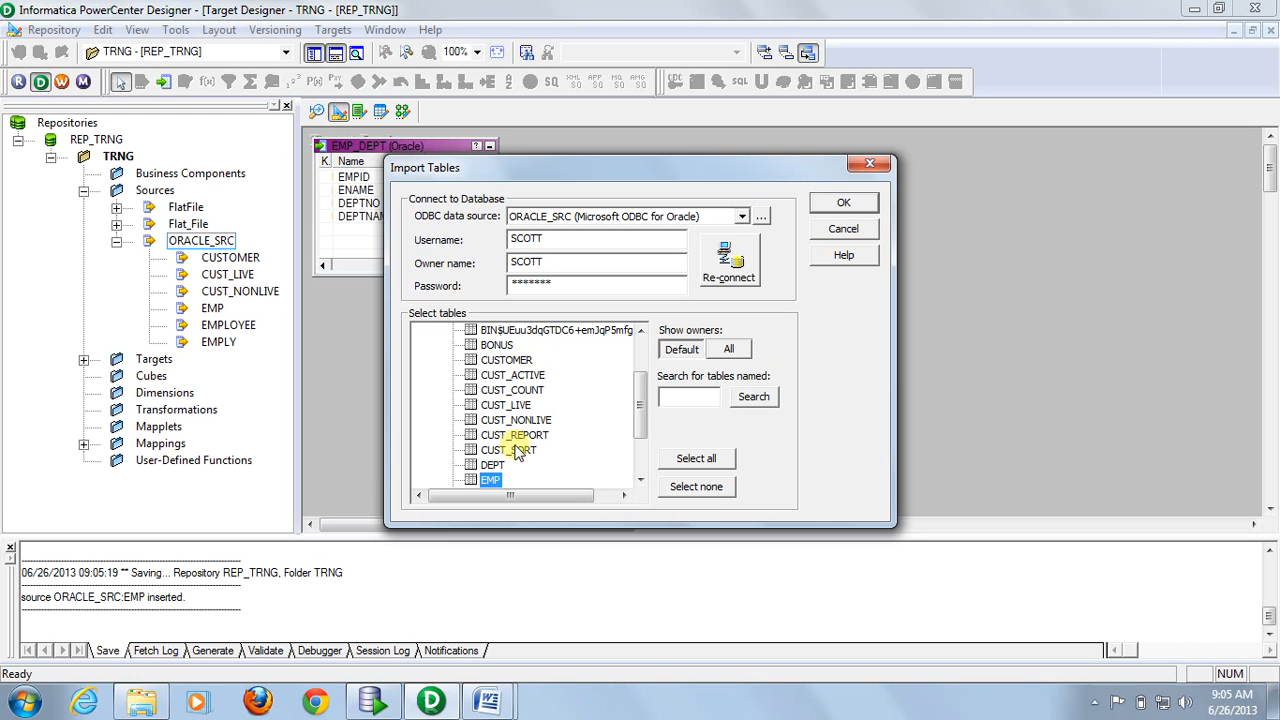 Informatica PowerCenter Designer - [Target Designer - TRNG - [REP_TRNG]]
Repository Edit View Tools Layout Versioning Targets Window Help
TRNG - [REP_TRNG] 100%
R D W M
Repositories
REP_TRNG
TRNG
Business Components
Sources
FlatFile
Flat_File
ORACLE_SRC
CUSTOMER
CUST_LIVE
CUST_NONLIVE
EMP
EMPLOYEE
EMPLY
Targets
Cubes
Dimensions
Transformations
Mapplets
Mappings
User-Defined Functions
EMP_DEPT (Oracle)
K. Name
EMPID
ENAME
DEPTNO
DEPTNAM
Import Tables
Connect to Database
ODBC data source: ORACLE_SRC (Microsoft ODBC for Oracle) ...
Username: SCOTT
Owner name: SCOTT
Password: *******
Re-connect
OK
Cancel
Help
Select tables
BIN$UEuu3dqGTDC6+emJqP5mfg
BONUS
CUSTOMER
CUST_ACTIVE
CUST_COUNT
CUST_LIVE
CUST_NONLIVE
CUST_REPORT
CUST_SORT
DEPT
EMP
Show owners:
Default All
Search for tables named:
Search
Select all
Select none
06/26/2013 09:05:19 ** Saving... Repository REP_TRNG, Folder TRNG
source ORACLE_SRC:EMP inserted.
Save Fetch Log Generate Validate Debugger Session Log Notifications
Ready NUM
9:05 AM
6/26/2013